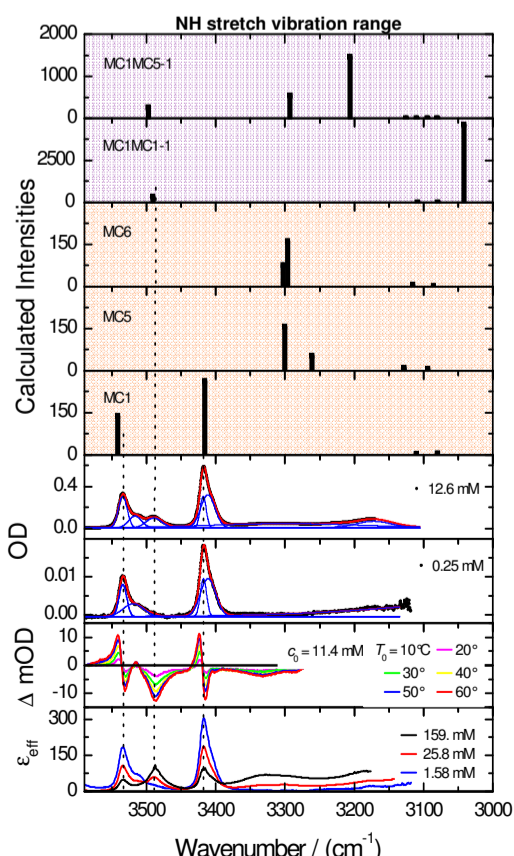 NH stretch vibration range
2000
1000
0
MC1MC5-1
2500
0
MC1MC1-1
150
0
MC6
150
0
MC5
150
0
MC1
Calculated Intensities
0.4
0.0
12.6 mM
OD
0.01
0.00
0.25 mM
Δ mOD
10
0
-10
c₀ = 11.4 mM T₀ = 10°C 20°
30° 40°
50° 60°
εeff
300
150
0
159. mM
25.8 mM
1.58 mM
3500 3400 3300 3200 3100 3000
Wavenumber / (cm⁻¹)